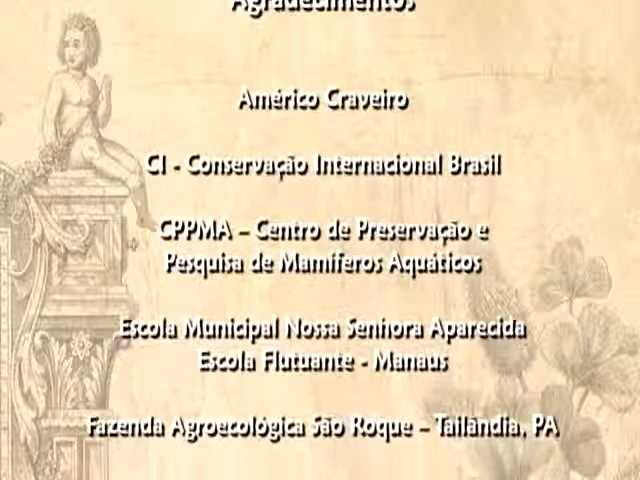 Agradecimentos
Américo Craveiro
CI - Conservação Internacional Brasil
CPPMA – Centro de Preservação e
Pesquisa de Mamíferos Aquáticos
Escola Municipal Nossa Senhora Aparecida
Escola Flutuante - Manaus
Fazenda Agroecológica São Roque – Tailândia, PA